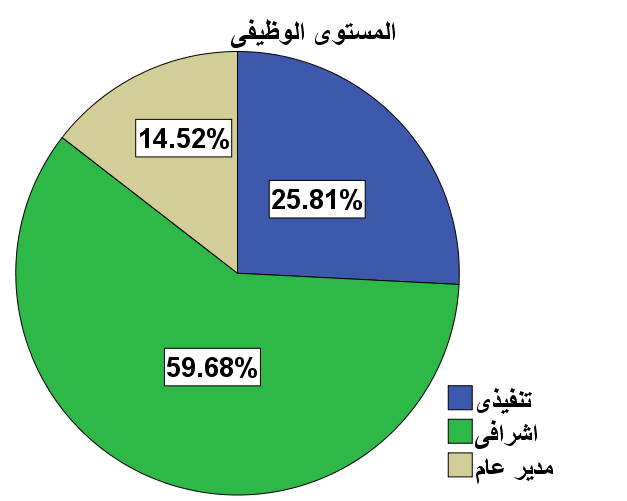 المستوى الوظيفى
14.52%
25.81%
59.68%
تنفيذى
اشرافى
مدير عام